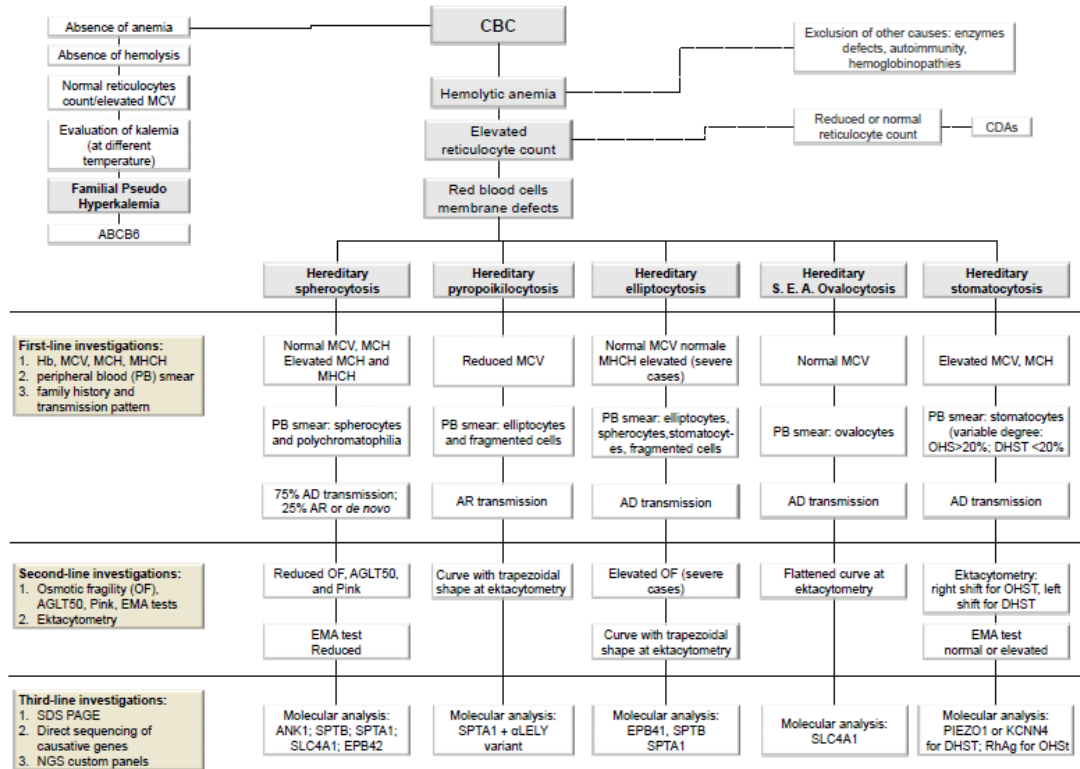 CBC
Absence of anemia
Absence of hemolysis
Normal reticulocytes
count/elevated MCV
Evaluation of kalemia
(at different
temperature)
Familial Pseudo
Hyperkalemia
ABCB6
Exclusion of other causes: enzymes
defects, autoimmunity,
hemoglobinopathies
Hemolytic anemia
Elevated
reticulocyte count
Reduced or normal
reticulocyte count
CDAs
Red blood cells
membrane defects
Hereditary
spherocytosis
Hereditary
pyropoikilocytosis
Hereditary
elliptocytosis
Hereditary
S. E. A. Ovalocytosis
Hereditary
stomatocytosis
First-line investigations:
1. Hb, MCV, MCH, MHCH
2. peripheral blood (PB) smear
3. family history and
transmission pattern
Normal MCV, MCH
Elevated MCH and
MHCH
Reduced MCV
Normal MCV normale
MHCH elevated (severe
cases)
Normal MCV
Elevated MCV, MCH
PB smear: spherocytes
and polychromatophilia
PB smear: elliptocytes
and fragmented cells
PB smear: elliptocytes,
spherocytes,stomatocyt-
es, fragmented cells
PB smear: ovalocytes
PB smear: stomatocytes
(variable degree:
OHS>20%; DHST <20%
75% AD transmission;
25% AR or de novo
AR transmission
AD transmission
AD transmission
AD transmission
Second-line investigations:
1. Osmotic fragility (OF),
AGLT50, Pink, EMA tests
2. Ektacytometry
Reduced OF, AGLT50,
and Pink
Curve with trapezoidal
shape at ektacytometry
Elevated OF (severe
cases)
Flattened curve at
ektacytometry
Ektacytometry:
right shift for OHST, left
shift for DHST
EMA test
Reduced
Curve with trapezoidal
shape at ektacytometry
EMA test
normal or elevated
Third-line investigations:
1. SDS PAGE
2. Direct sequencing of
causative genes
3. NGS custom panels
Molecular analysis:
ANK1; SPTB; SPTA1;
SLC4A1; EPB42
Molecular analysis:
SPTA1 + αLELY
variant
Molecular analysis:
EPB41, SPTB
SPTA1
Molecular analysis:
SLC4A1
Molecular analysis:
PIEZO1 or KCNN4
for DHST; RhAg for OHSt